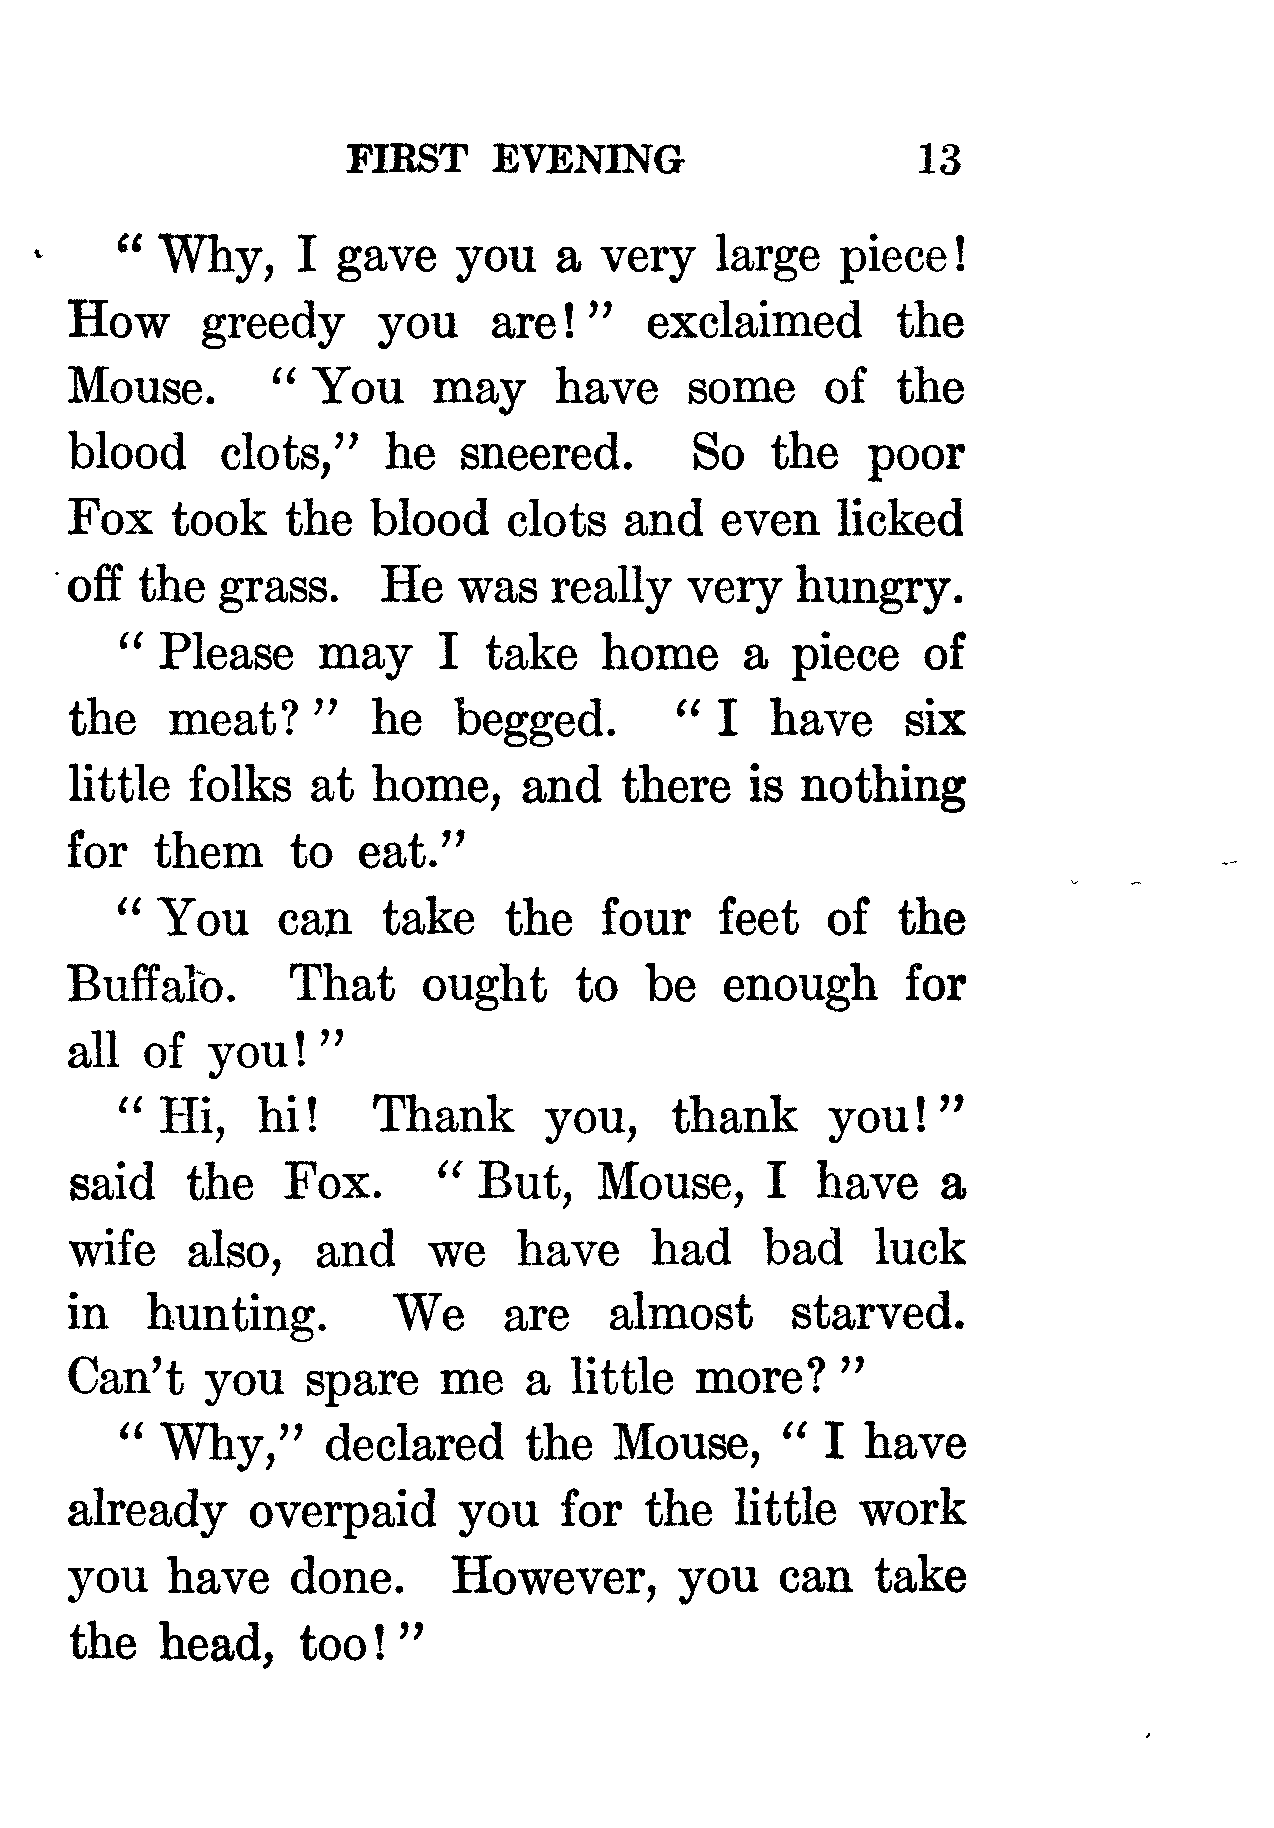 FIRST EVENING 13
“ Why, I gave you a very large piece!
How greedy you are! ” exclaimed the
Mouse. “ You may have some of the
blood clots,” he sneered. So the poor
Fox took the blood clots and even licked
off the grass. He was really very hungry.
“ Please may I take home a piece of
the meat? ” he begged. “ I have six
little folks at home, and there is nothing
for them to eat.”
“ You can take the four feet of the
Buffalo. That ought to be enough for
all of you! ”
“ Hi, hi! Thank you, thank you! ”
said the Fox. “ But, Mouse, I have a
wife also, and we have had bad luck
in hunting. We are almost starved.
Can’t you spare me a little more? ”
“ Why,” declared the Mouse, “ I have
already overpaid you for the little work
you have done. However, you can take
the head, too! ”